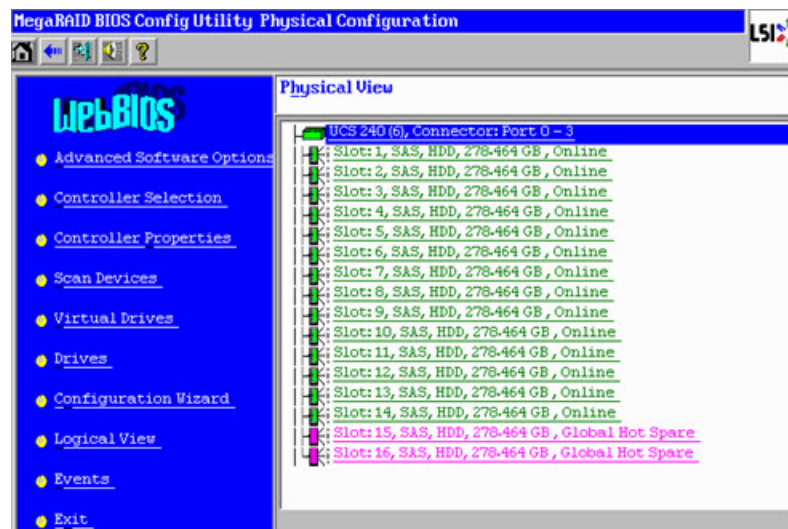 MegaRAID BIOS Config Utility Physical Configuration
LSI
?
WebBIOS
Advanced Software Options
Controller Selection
Controller Properties
Scan Devices
Virtual Drives
Drives
Configuration Wizard
Logical View
Events
Exit
Physical View
UCS 240 (6), Connector: Port 0 - 3
Slot: 1, SAS, HDD, 278.464 GB , Online
Slot: 2, SAS, HDD, 278.464 GB , Online
Slot: 3, SAS, HDD, 278.464 GB , Online
Slot: 4, SAS, HDD, 278.464 GB , Online
Slot: 5, SAS, HDD, 278.464 GB , Online
Slot: 6, SAS, HDD, 278.464 GB , Online
Slot: 7, SAS, HDD, 278.464 GB , Online
Slot: 8, SAS, HDD, 278.464 GB , Online
Slot: 9, SAS, HDD, 278.464 GB , Online
Slot: 10, SAS, HDD, 278.464 GB , Online
Slot: 11, SAS, HDD, 278.464 GB , Online
Slot: 12, SAS, HDD, 278.464 GB , Online
Slot: 13, SAS, HDD, 278.464 GB , Online
Slot: 14, SAS, HDD, 278.464 GB , Online
Slot: 15, SAS, HDD, 278.464 GB , Global Hot Spare
Slot: 16, SAS, HDD, 278.464 GB , Global Hot Spare